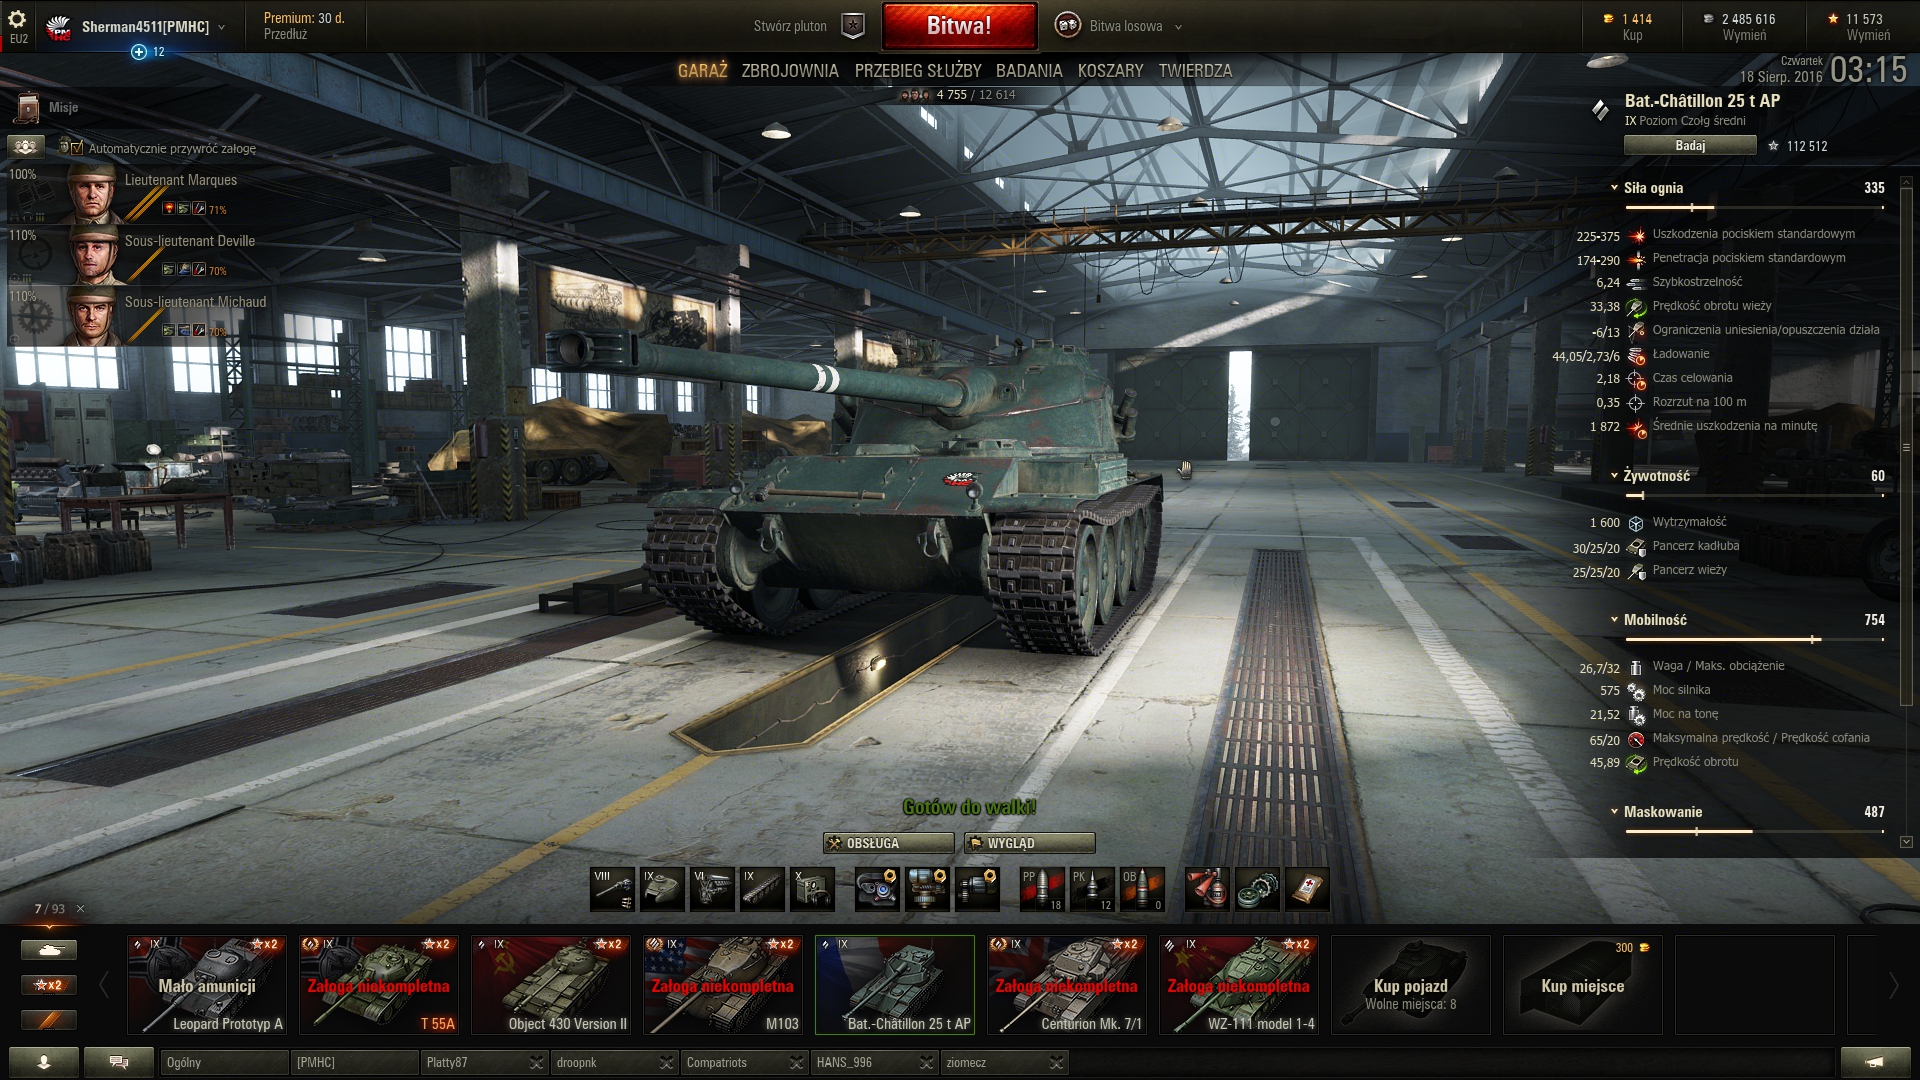 EU2
Sherman4511[PMHC]
12
Premium: 30 d.
Przedłuż
Stwórz pluton
Bitwa!
Bitwa losowa
1 414
Kup
2 485 616
Wymień
11 573
Wymień
GARAŻ
ZBROJOWNIA
PRZEBIEG SŁUŻBY
BADANIA
KOSZARY
TWIERDZA
4 755 / 12 614
Czwartek
18 Sierp. 2016
03:15
Misje
Automatycznie przywróć załogę
100%
Lieutenant Marques
71%
110%
Sous-lieutenant Deville
70%
110%
Sous-lieutenant Michaud
70%
Bat.-Châtillon 25 t AP
IX Poziom Czołg średni
Badaj
112 512
Siła ognia 335
225-375 Uszkodzenia pociskiem standardowym
174-290 Penetracja pociskiem standardowym
6,24 Szybkostrzelność
33,38 Prędkość obrotu wieży
-6/13 Ograniczenia uniesienia/opuszczenia działa
44,05/2,73/6 Ładowanie
2,18 Czas celowania
0,35 Rozrzut na 100 m
1 872 Średnie uszkodzenia na minutę
Żywotność 60
1 600 Wytrzymałość
30/25/20 Pancerz kadłuba
25/25/20 Pancerz wieży
Mobilność 754
26,7/32 Waga / Maks. obciążenie
575 Moc silnika
21,52 Moc na tonę
65/20 Maksymalna prędkość / Prędkość cofania
45,89 Prędkość obrotu
Maskowanie 487
Gotów do walki!
OBSŁUGA
WYGLĄD
VIII
IX
VI
IX
X
PP 18
PK 12
OB 0
7 / 93
x2
IX x2
Mało amunicji
Leopard Prototyp A
IX x2
Załoga niekompletna
T 55A
IX x2
Object 430 Version II
IX x2
Załoga niekompletna
M103
IX
Bat.-Châtillon 25 t AP
IX x2
Załoga niekompletna
Centurion Mk. 7/1
IX x2
Załoga niekompletna
WZ-111 model 1-4
Kup pojazd
Wolne miejsca: 8
300
Kup miejsce
Ogólny
[PMHC]
Platty87
droopnk
Compatriots
HANS_996
ziomecz